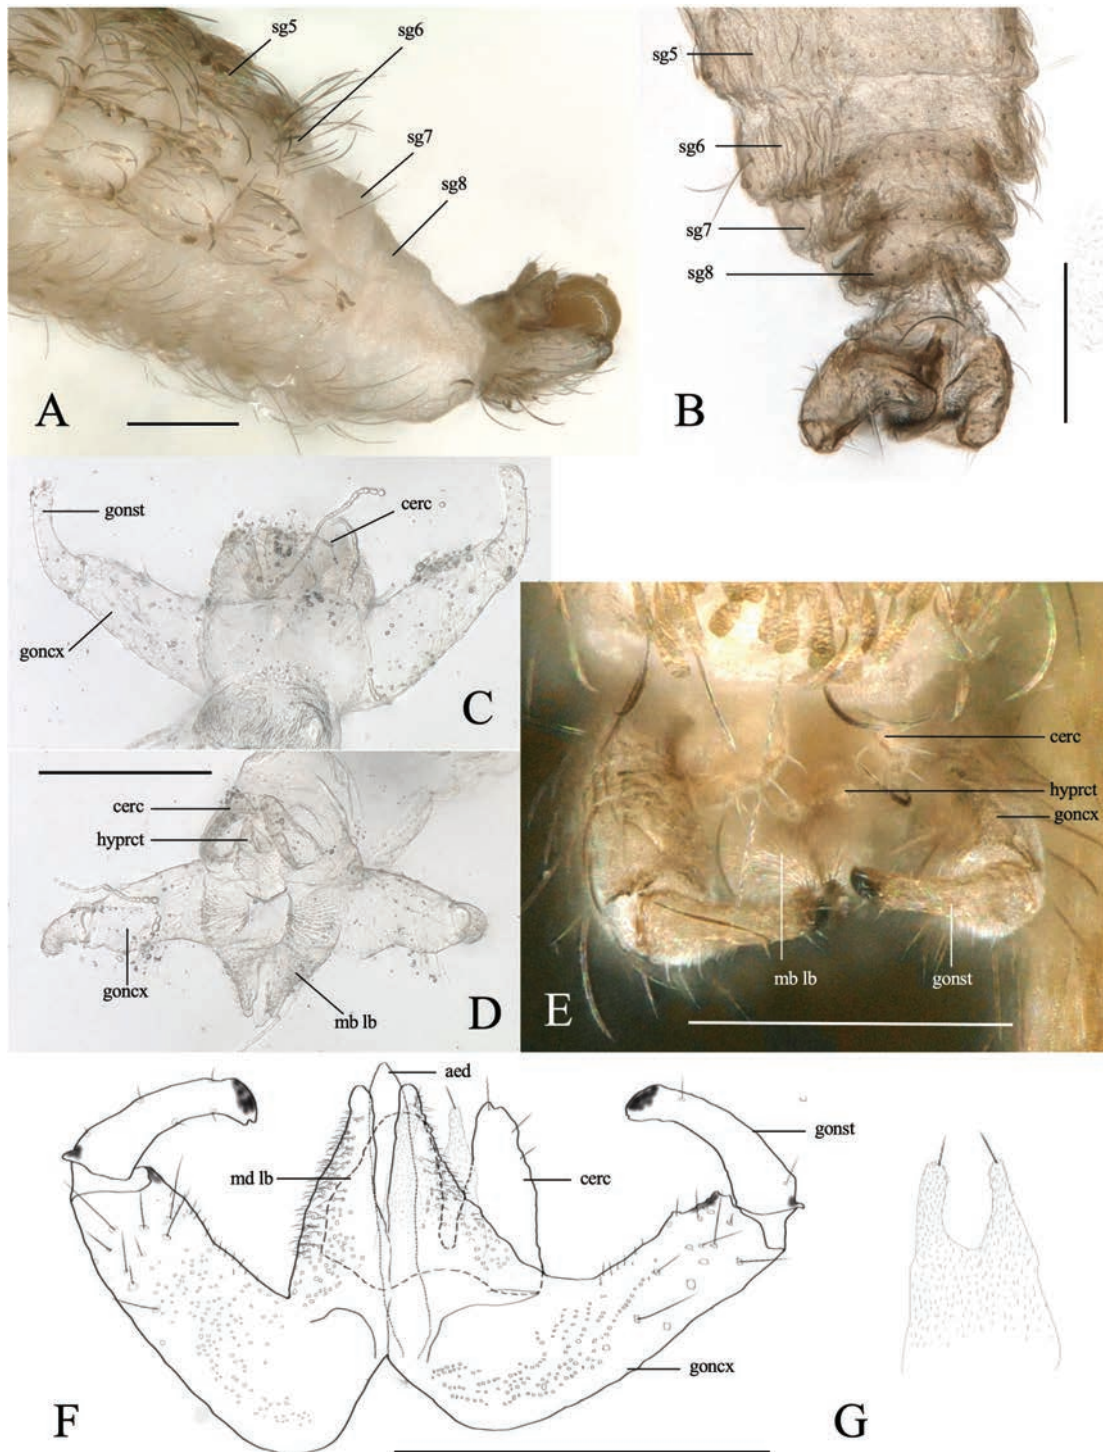 sg5
sg6
sg7
sg8
A
sg5
sg6
sg7
sg8
B
gonst
cerc
goncx
C
cerc
hyprct
goncx
mb lb
D
cerc
hyprct
goncx
mb lb
gonst
E
aed
md lb
cerc
gonst
goncx
F
G